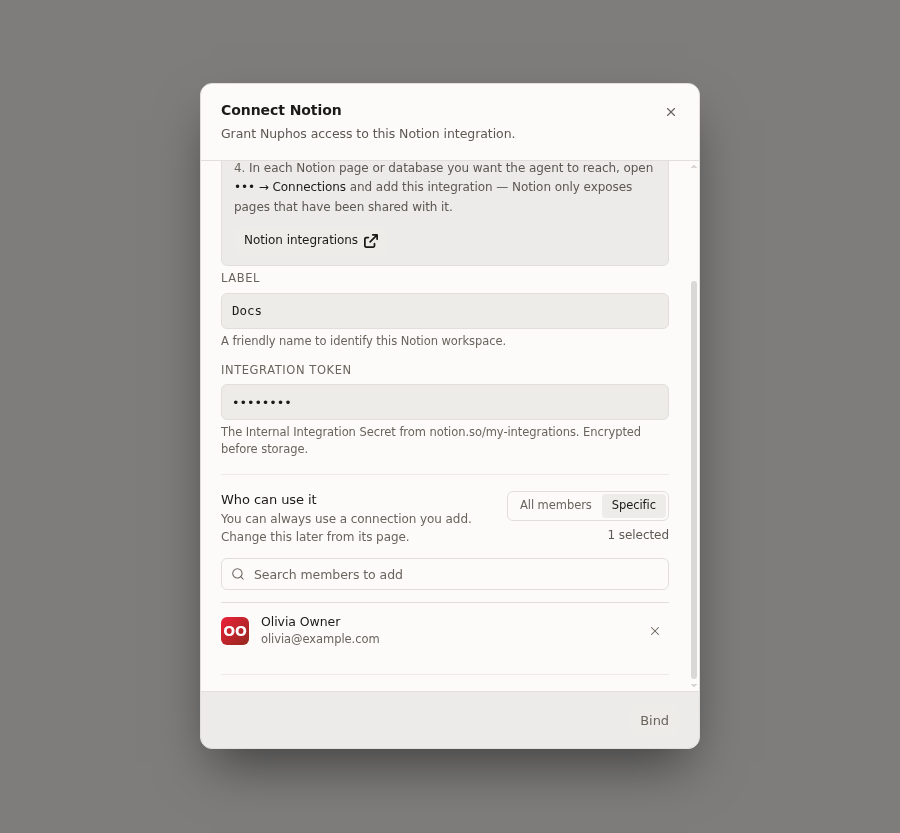 Connect Notion
Grant Nuphos access to this Notion integration.
4. In each Notion page or database you want the agent to reach, open
••• → Connections and add this integration — Notion only exposes
pages that have been shared with it.
Notion integrations
LABEL
Docs
A friendly name to identify this Notion workspace.
INTEGRATION TOKEN
••••••••
The Internal Integration Secret from notion.so/my-integrations. Encrypted
before storage.
Who can use it
All members
Specific
You can always use a connection you add.
Change this later from its page.
1 selected
Search members to add
OO
Olivia Owner
olivia@example.com
Bind